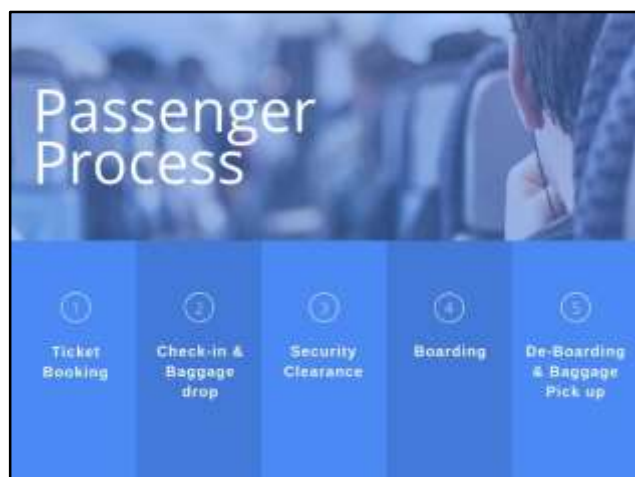 Passenger
Process
1
Ticket
Booking
2
Check-in &
Baggage
drop
3
Security
Clearance
4
Boarding
5
De-Boarding
& Baggage
Pick up